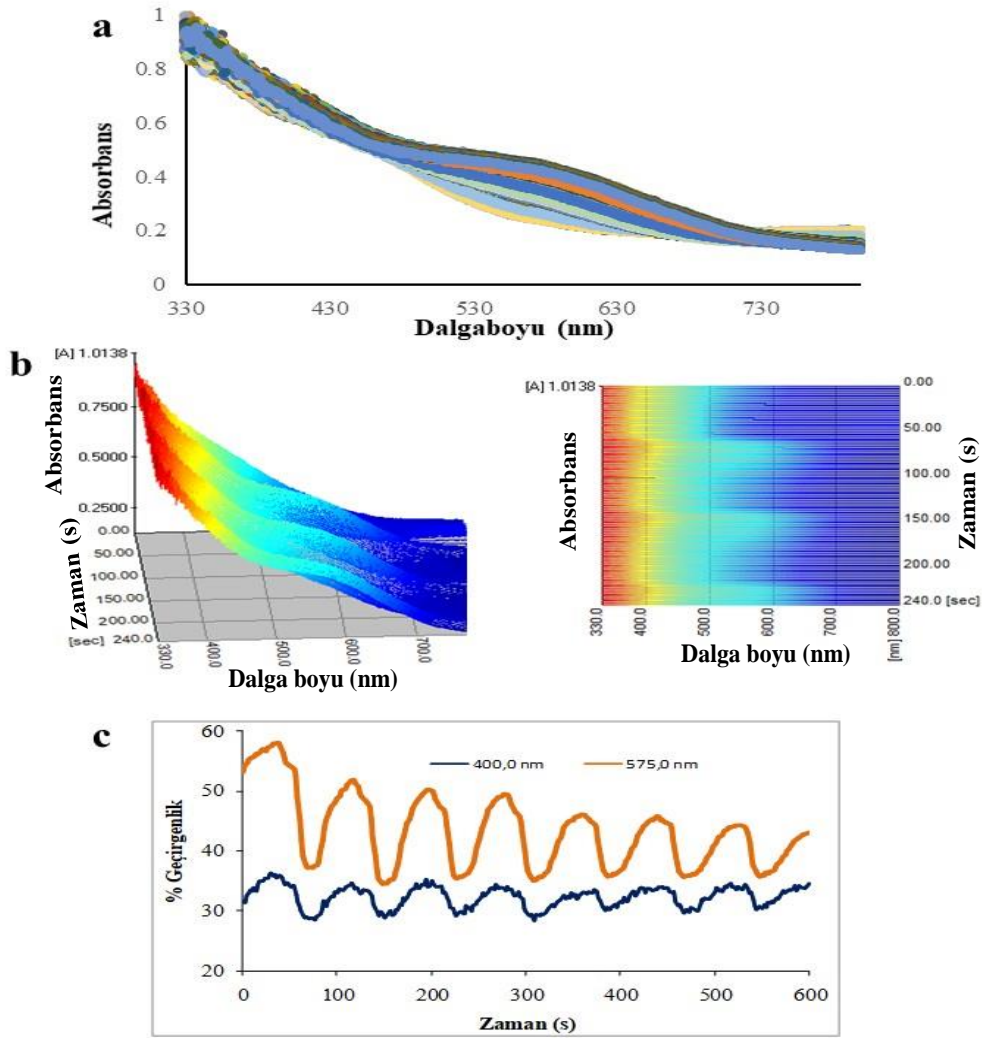 a
1
0.8
0.6
0.4
0.2
0
Absorbans
330 430 530 630 730
Dalgaboyu (nm)
b
[A] 1.0138
0.7500
0.5000
0.2500
0.00
50.00
100.00
150.00
200.00
[sec] 240.0
Absorbans
Zaman (s)
330.0 400.0 500.0 600.0 700.0
Dalga boyu (nm)
[A] 1.0138
Absorbans
0.00
50.00
100.00
150.00
200.00
240.0 [sec]
Zaman (s)
330.0 400.0 500.0 600.0 700.0 [nm] 800.0
Dalga boyu (nm)
c
60
50
40
30
20
% Geçirgenlik
400,0 nm 575,0 nm
0 100 200 300 400 500 600
Zaman (s)